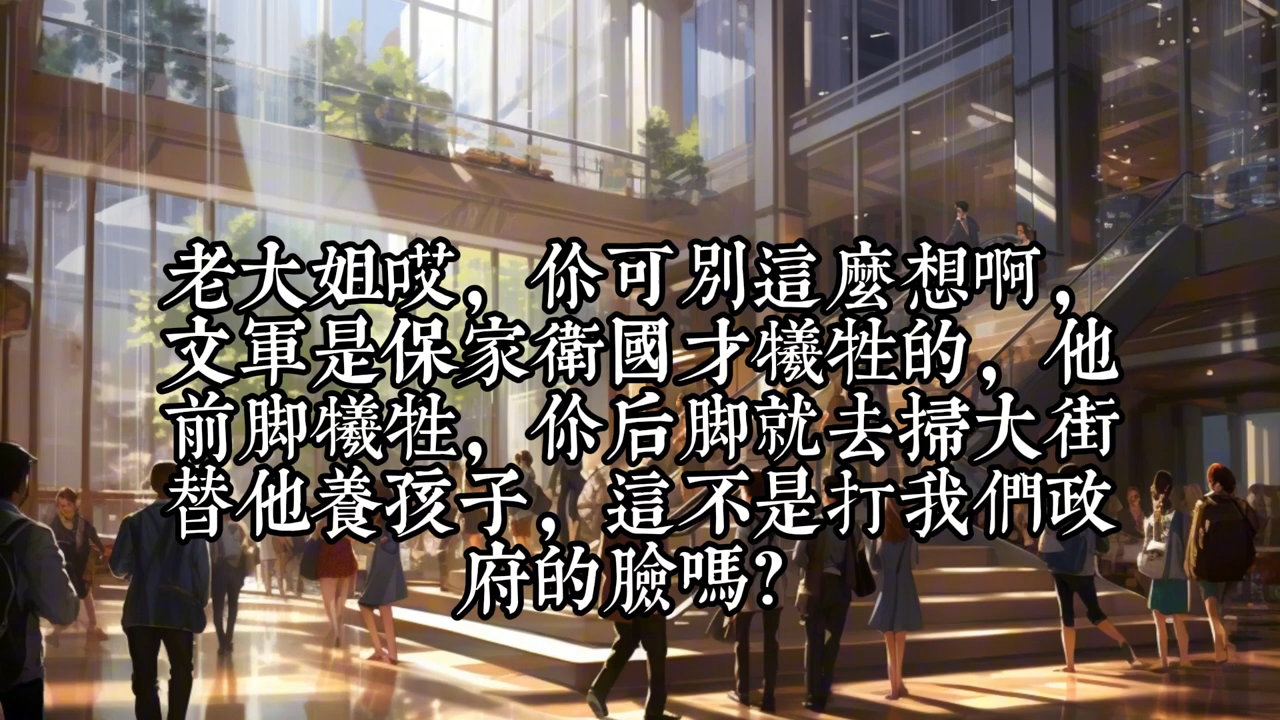 老大姐哎，你可別這麼想啊，
文軍是保家衛國才犧牲的，他
前脚犧牲，你后脚就去掃大街
替他養孩子，這不是打我們政
府的臉嗎？